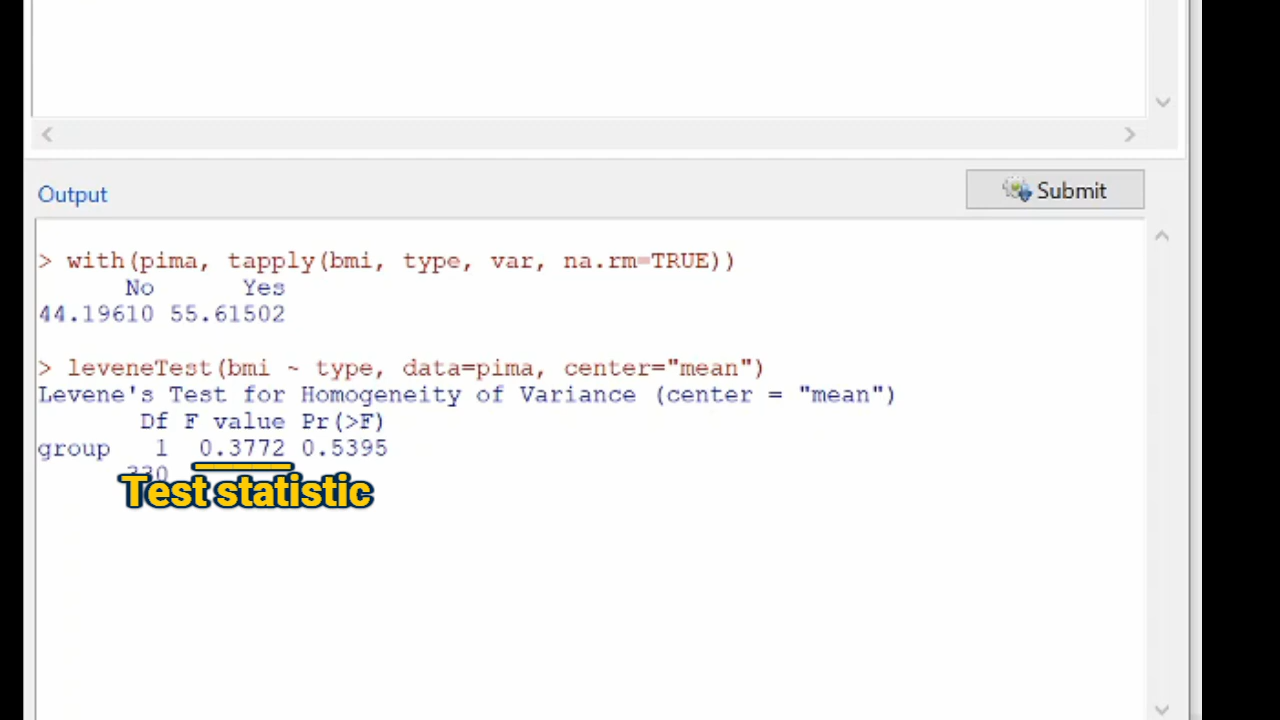 Output
Submit
> with(pima, tapply(bmi, type, var, na.rm=TRUE))
No Yes
44.19610 55.61502
> leveneTest(bmi ~ type, data=pima, center="mean")
Levene's Test for Homogeneity of Variance (center = "mean")
Df F value Pr(>F)
group 1 0.3772 0.5395
330
Test statistic